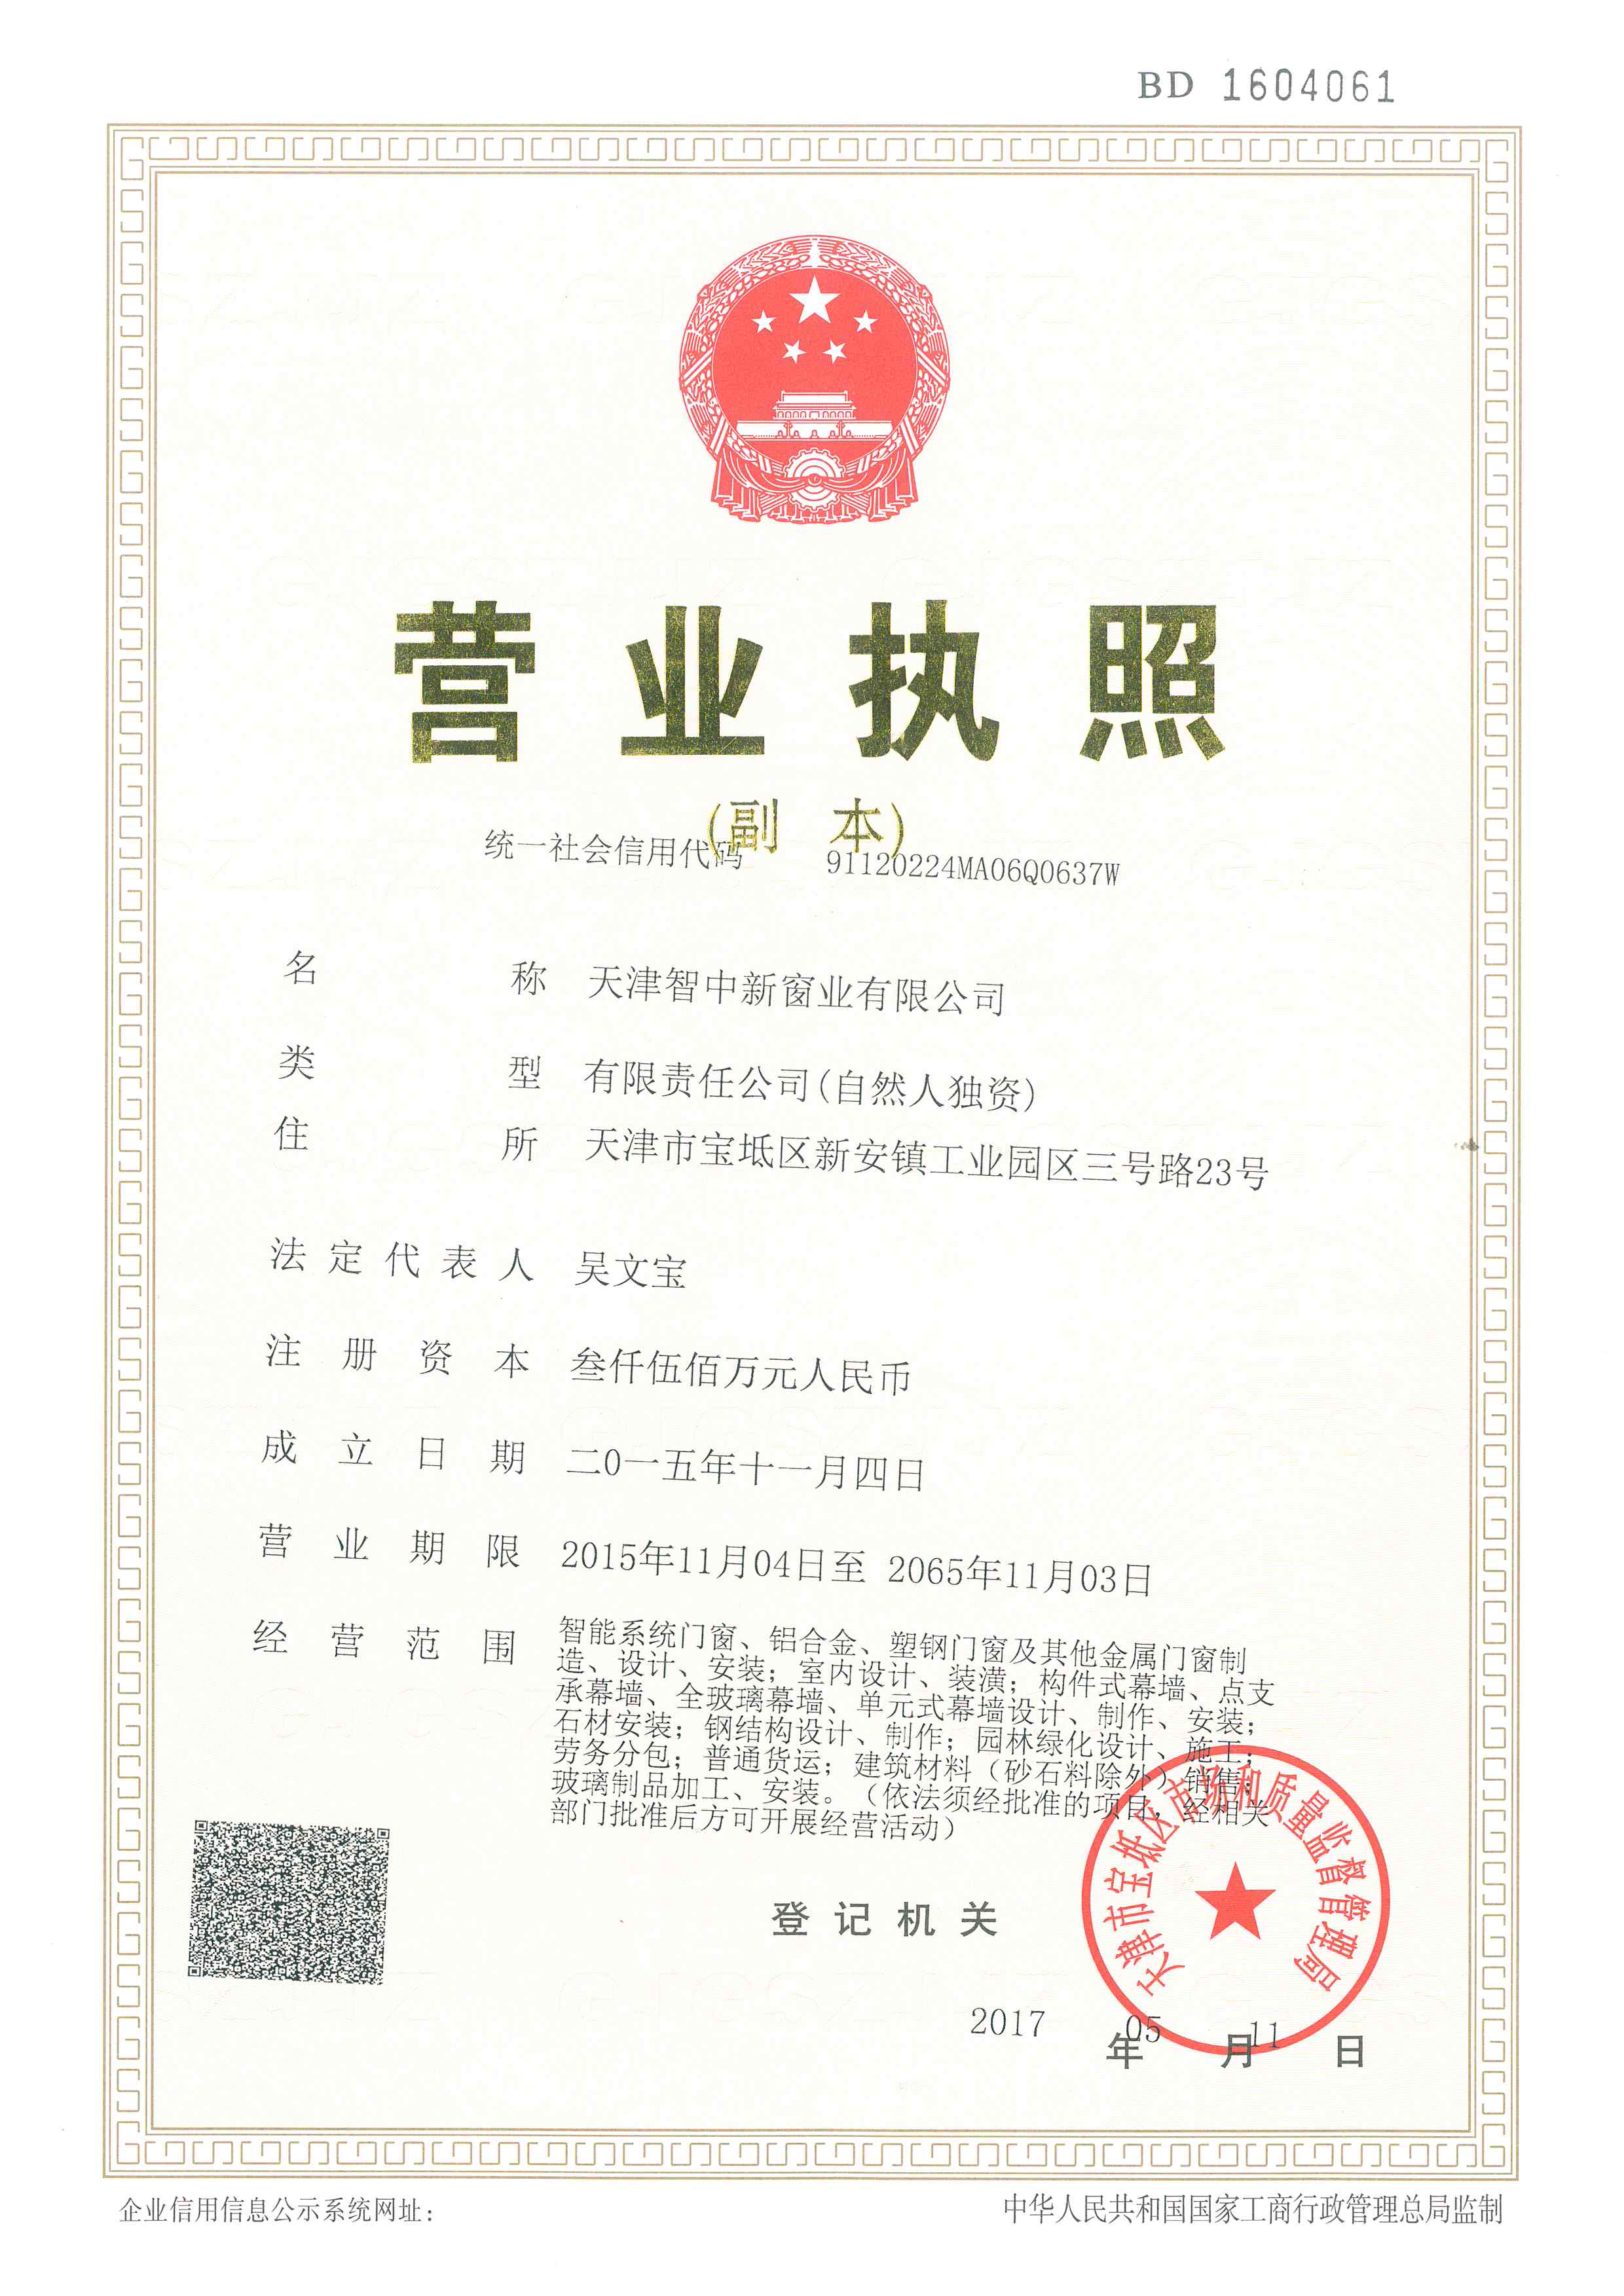 BD 1604061
营业执照
(副 本)
统一社会信用代码 91120224MA06Q0637W
名 称 天津智中新窗业有限公司
类 型 有限责任公司(自然人独资)
住 所 天津市宝坻区新安镇工业园区三号路23号
法定代表人 吴文宝
注册资本 叁仟伍佰万元人民币
成立日期 二0一五年十一月四日
营业期限 2015年11月04日至 2065年11月03日
经营范围 智能系统门窗、铝合金、塑钢门窗及其他金属门窗制
造、设计、安装；室内设计、装潢；构件式幕墙、点支
承幕墙、全玻璃幕墙、单元式幕墙设计、制作、安装；
石材安装；钢结构设计、制作；园林绿化设计、施工；
劳务分包；普通货运；建筑材料（砂石料除外）销售；
玻璃制品加工、安装。（依法须经批准的项目，经相关
部门批准后方可开展经营活动）
登记机关
天津市宝坻区市场和质量监督管理局
2017 年 05 月 11 日
企业信用信息公示系统网址：
中华人民共和国国家工商行政管理总局监制